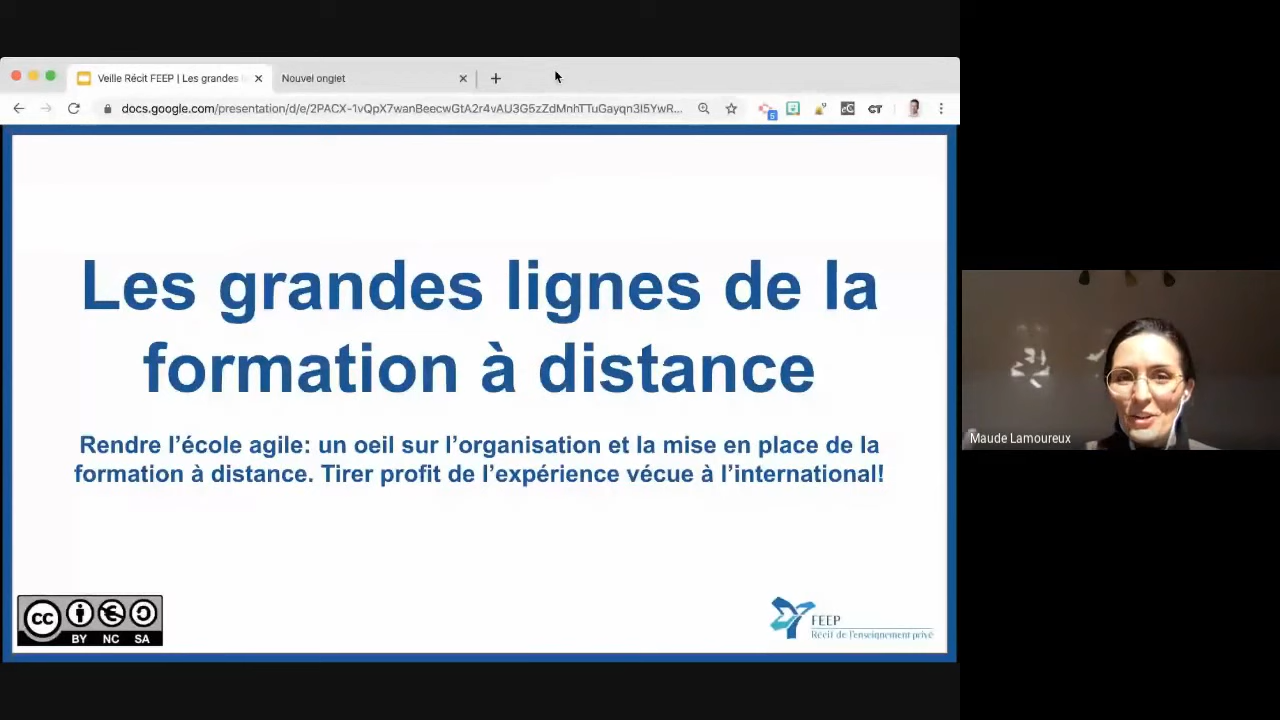 Veille Récit FEEP | Les grandes
Nouvel onglet
docs.google.com/presentation/d/e/2PACX-1vQpX7wanBeecwGtA2r4vAU3G5zZdMnhTTuGayqn3I5YwR...
5
Les grandes lignes de la
formation à distance
Rendre l'école agile: un oeil sur l'organisation et la mise en place de la
formation à distance. Tirer profit de l'expérience vécue à l'international!
Maude Lamoureux
cc
BY NC SA
FEEP
Récit de l'enseignement privé